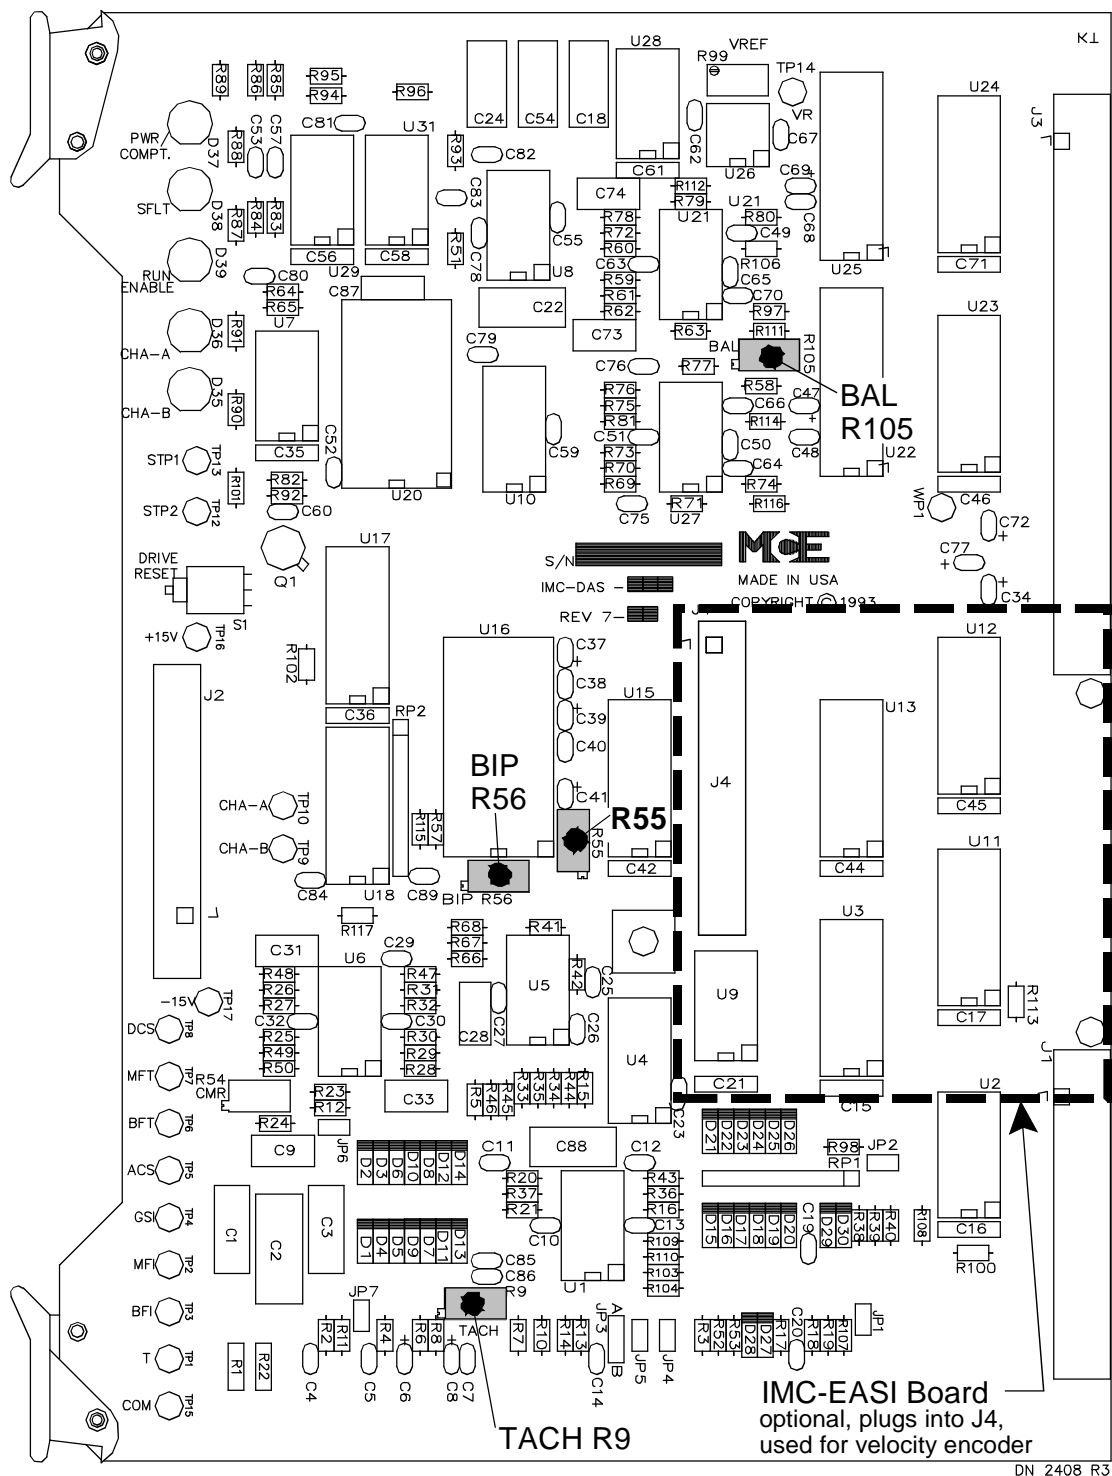 KT
U28
R99
VREF
TP14
VR
U24
J3
R89
R86
R85
R95
R94
R96
C24
C54
C18
C81
U31
PWR
COMPT.
D37
R88
C53
C57
R93
C82
C62
U26
C67
C61
C69
C68
SFLT
D38
R87
R84
R83
C83
C74
R112
R79
U21
U21
R78
R72
R60
R80
C49
C55
C78
R51
C56
C58
U29
U8
U25
C71
RUN
ENABLE
D39
C80
R64
R65
C87
C63
R59
R61
R62
R106
C65
C70
R97
C22
U23
U7
CHA-A
D36
R91
C79
C73
R63
R111
BAL
R105
C76
R77
CHA-B
D35
R90
R76
R75
R81
R58
C66
R114
C47
BAL
R105
C51
C50
C48
C59
STP1
TP13
C35
C52
R73
R70
R69
C64
R74
U22
R101
R82
R92
U20
U10
C46
STP2
TP12
C60
C75
R71
U27
R116
WP1
C72
U17
Q1
S/N
MCE
C77
DRIVE
RESET
S1
IMC-DAS -
MADE IN USA
COPYRIGHT © 1993
C34
REV 7-
+15V
TP16
R102
U16
C37
U12
J2
C38
U15
C36
RP2
C39
U13
C40
BIP
R56
J4
CHA-A
TP10
C41
C45
R115
R57
R55
R55
CHA-B
TP9
U11
C84
U18
C89
BIP R56
C42
C44
R117
R68
R67
R66
R41
U3
C31
U6
C29
R48
R26
R27
R47
R31
R32
R42
C25
U5
U9
-15V
TP17
C32
C30
C28
C27
C26
R113
DCS
TP8
R25
R49
R50
R30
R29
R28
U4
C17
MFT
TP7
R54
CMR
R23
R12
C33
R5
R46
R45
R33
R35
R34
R44
R15
C21
C15
U2
J1
BFT
TP6
R24
JP6
C23
C9
C11
C88
C12
D21
D22
D23
D24
D25
D26
R98
JP2
RP1
ACS
TP5
D2
D3
D6
D10
D8
D12
D14
R20
R37
R21
R43
R36
R16
GSI
TP4
C1
C2
C3
D1
D4
D5
D9
D7
D11
D13
C10
C13
R109
R110
R103
R104
D15
D16
D17
D18
D19
D20
C19
D29
D30
R38
R39
R40
R108
C16
R100
MFI
TP2
C85
C86
R9
U1
BFI
TP3
JP7
TACH
JP3
A
B
JP1
R2
R11
R4
R6
R8
R7
R10
R14
R13
JP5
JP4
R3
R52
R53
D28
D27
R17
C20
R18
R19
R107
T
TP1
R1
R22
C4
C5
C6
C8
C7
C14
COM
TP15
TACH R9
IMC-EASI Board
optional, plugs into J4,
used for velocity encoder
DN 2408 R3